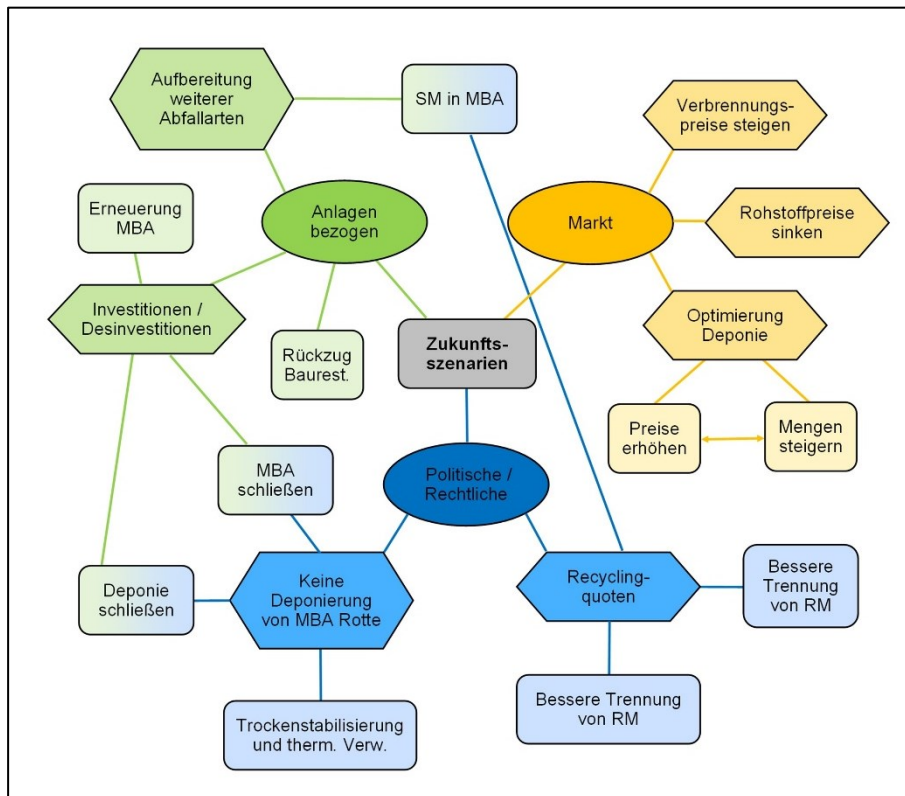 Aufbereitung
weiterer
Abfallarten
SM in MBA
Verbrennungs-
preise steigen
Erneuerung
MBA
Anlagen
bezogen
Markt
Rohstoffpreise
sinken
Investitionen /
Desinvestitionen
Rückzug
Baurest.
Zukunfts-
szenarien
Optimierung
Deponie
Preise
erhöhen
Mengen
steigern
MBA
schließen
Politische /
Rechtliche
Deponie
schließen
Keine
Deponierung
von MBA Rotte
Recycling-
quoten
Bessere
Trennung
von RM
Trockenstabilisierung
und therm. Verw.
Bessere Trennung
von RM